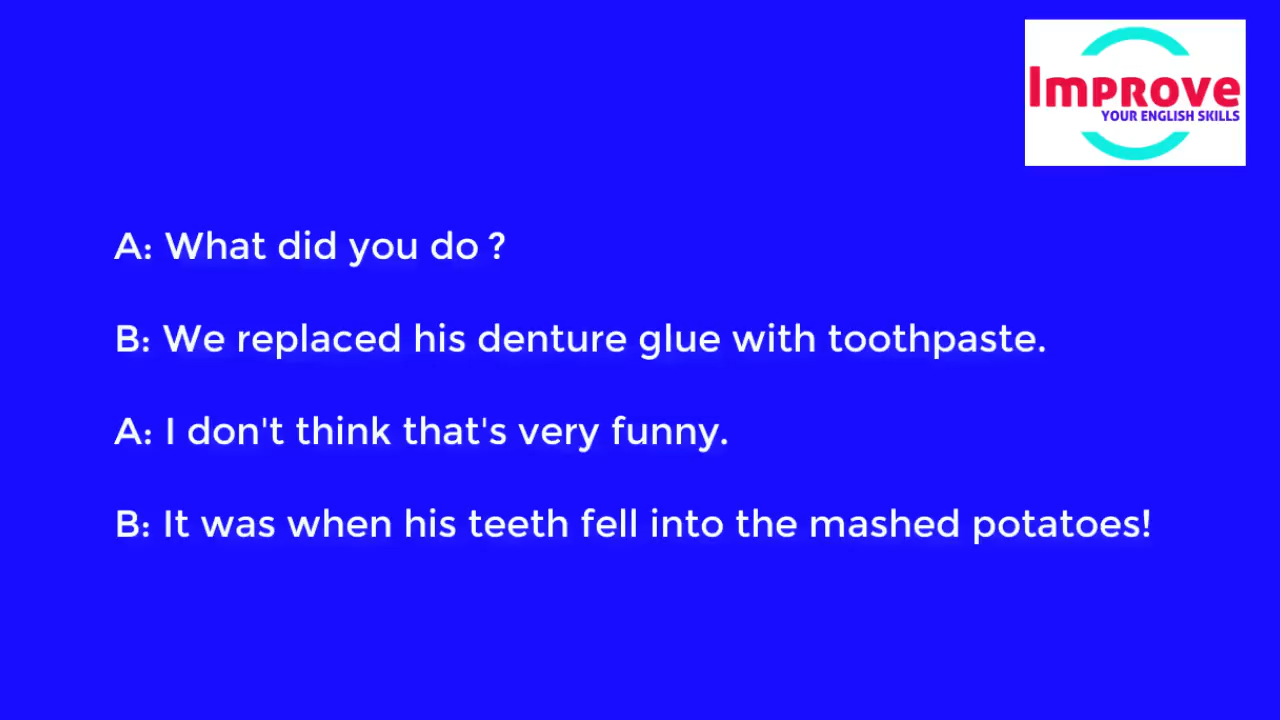 Improve
YOUR ENGLISH SKILLS
A: What did you do ?
B: We replaced his denture glue with toothpaste.
A: I don't think that's very funny.
B: It was when his teeth fell into the mashed potatoes!